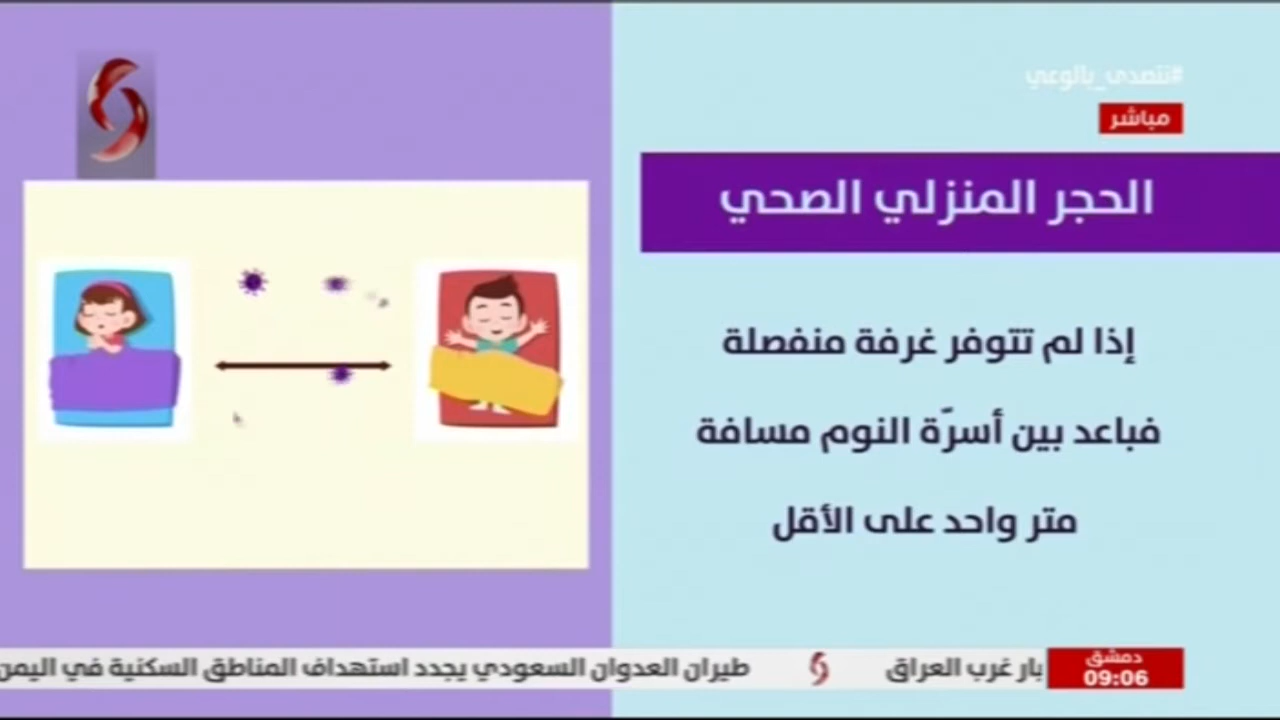 #نتصدى_بالوعي
مباشر
الحجر المنزلي الصحي
إذا لم تتوفر غرفة منفصلة
فباعد بين أسرّة النوم مسافة
متر واحد على الأقل
دمشق
09:06
بار غرب العراق
طيران العدوان السعودي يجدد استهداف المناطق السكنية في اليمن